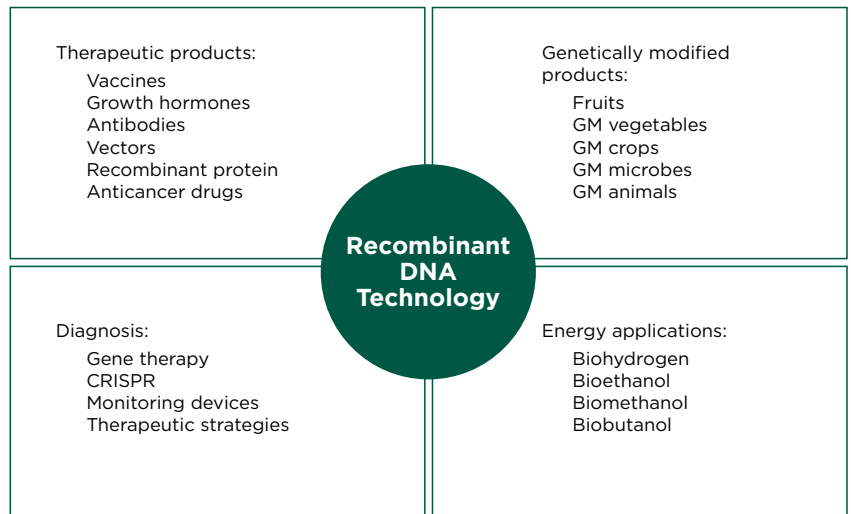 Therapeutic products:
Vaccines
Growth hormones
Antibodies
Vectors
Recombinant protein
Anticancer drugs
Genetically modified
products:
Fruits
GM vegetables
GM crops
GM microbes
GM animals
Recombinant
DNA
Technology
Diagnosis:
Gene therapy
CRISPR
Monitoring devices
Therapeutic strategies
Energy applications:
Biohydrogen
Bioethanol
Biomethanol
Biobutanol